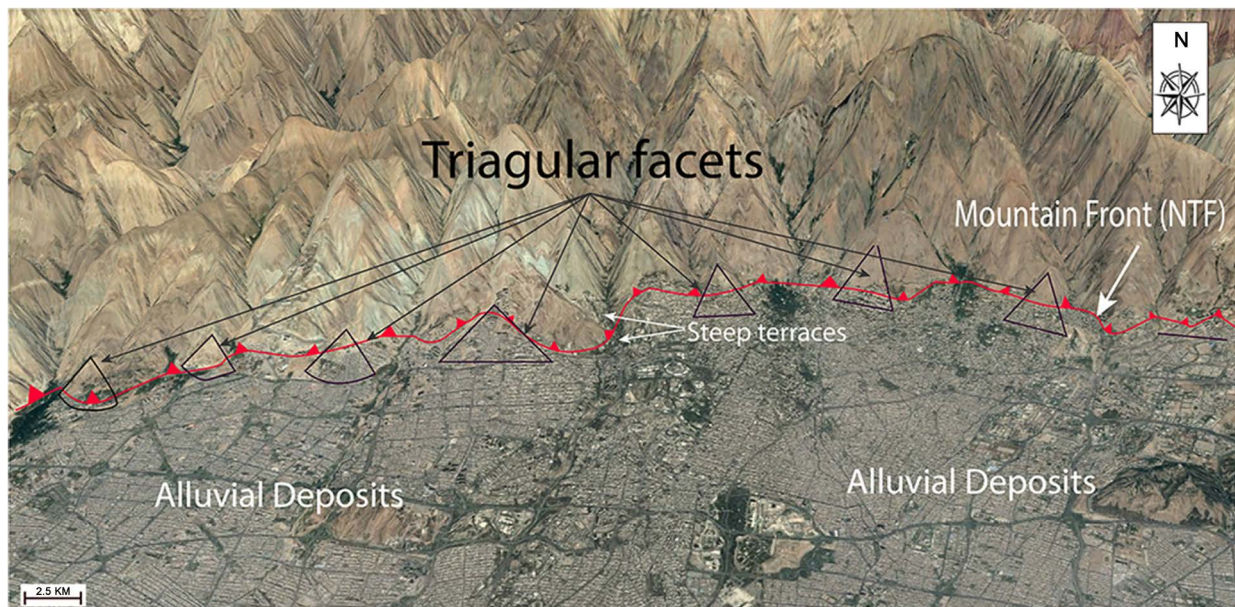 N
Triagular facets
Mountain Front (NTF)
Steep terraces
Alluvial Deposits
Alluvial Deposits
2.5 KM